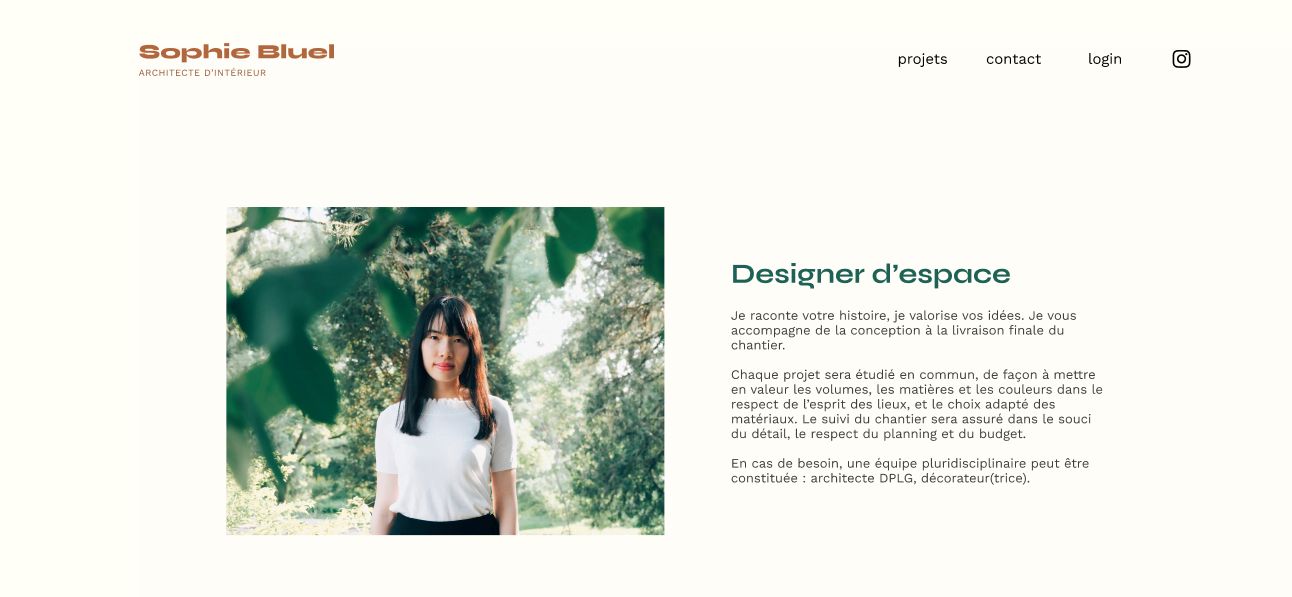 Sophie Bluel
ARCHITECTE D'INTÉRIEUR
projets contact login
Designer d’espace
Je raconte votre histoire, je valorise vos idées. Je vous
accompagne de la conception à la livraison finale du
chantier.
Chaque projet sera étudié en commun, de façon à mettre
en valeur les volumes, les matières et les couleurs dans le
respect de l’esprit des lieux, et le choix adapté des
matériaux. Le suivi du chantier sera assuré dans le souci
du détail, le respect du planning et du budget.
En cas de besoin, une équipe pluridisciplinaire peut être
constituée : architecte DPLG, décorateur(trice).